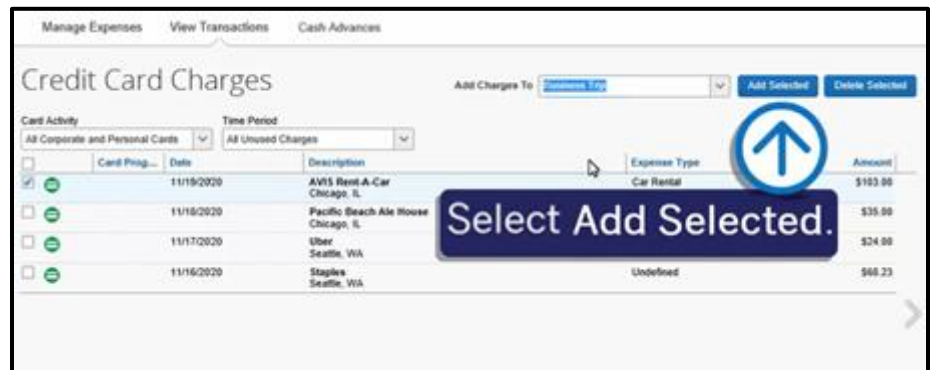 Manage Expenses View Transactions Cash Advances
Credit Card Charges
Add Charges To Business Trip Add Selected Delete Selected
Card Activity Time Period
All Corporate and Personal Cards All Unused Charges
Card Prog... Date Description Expense Type Amount
11/19/2020 AVIS Rent-A-Car Car Rental $103.00
Chicago, IL
Pacific Beach Ale House $35.00
Chicago, IL
11/17/2020 Uber $24.00
Seattle, WA
11/16/2020 Staples Undefined $68.23
Seattle, WA
Select Add Selected.